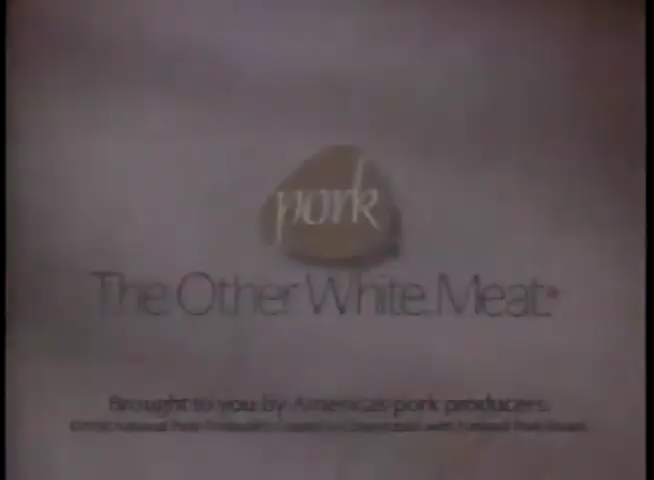 pork
The Other White Meat.®
Brought to you by America's pork producers.